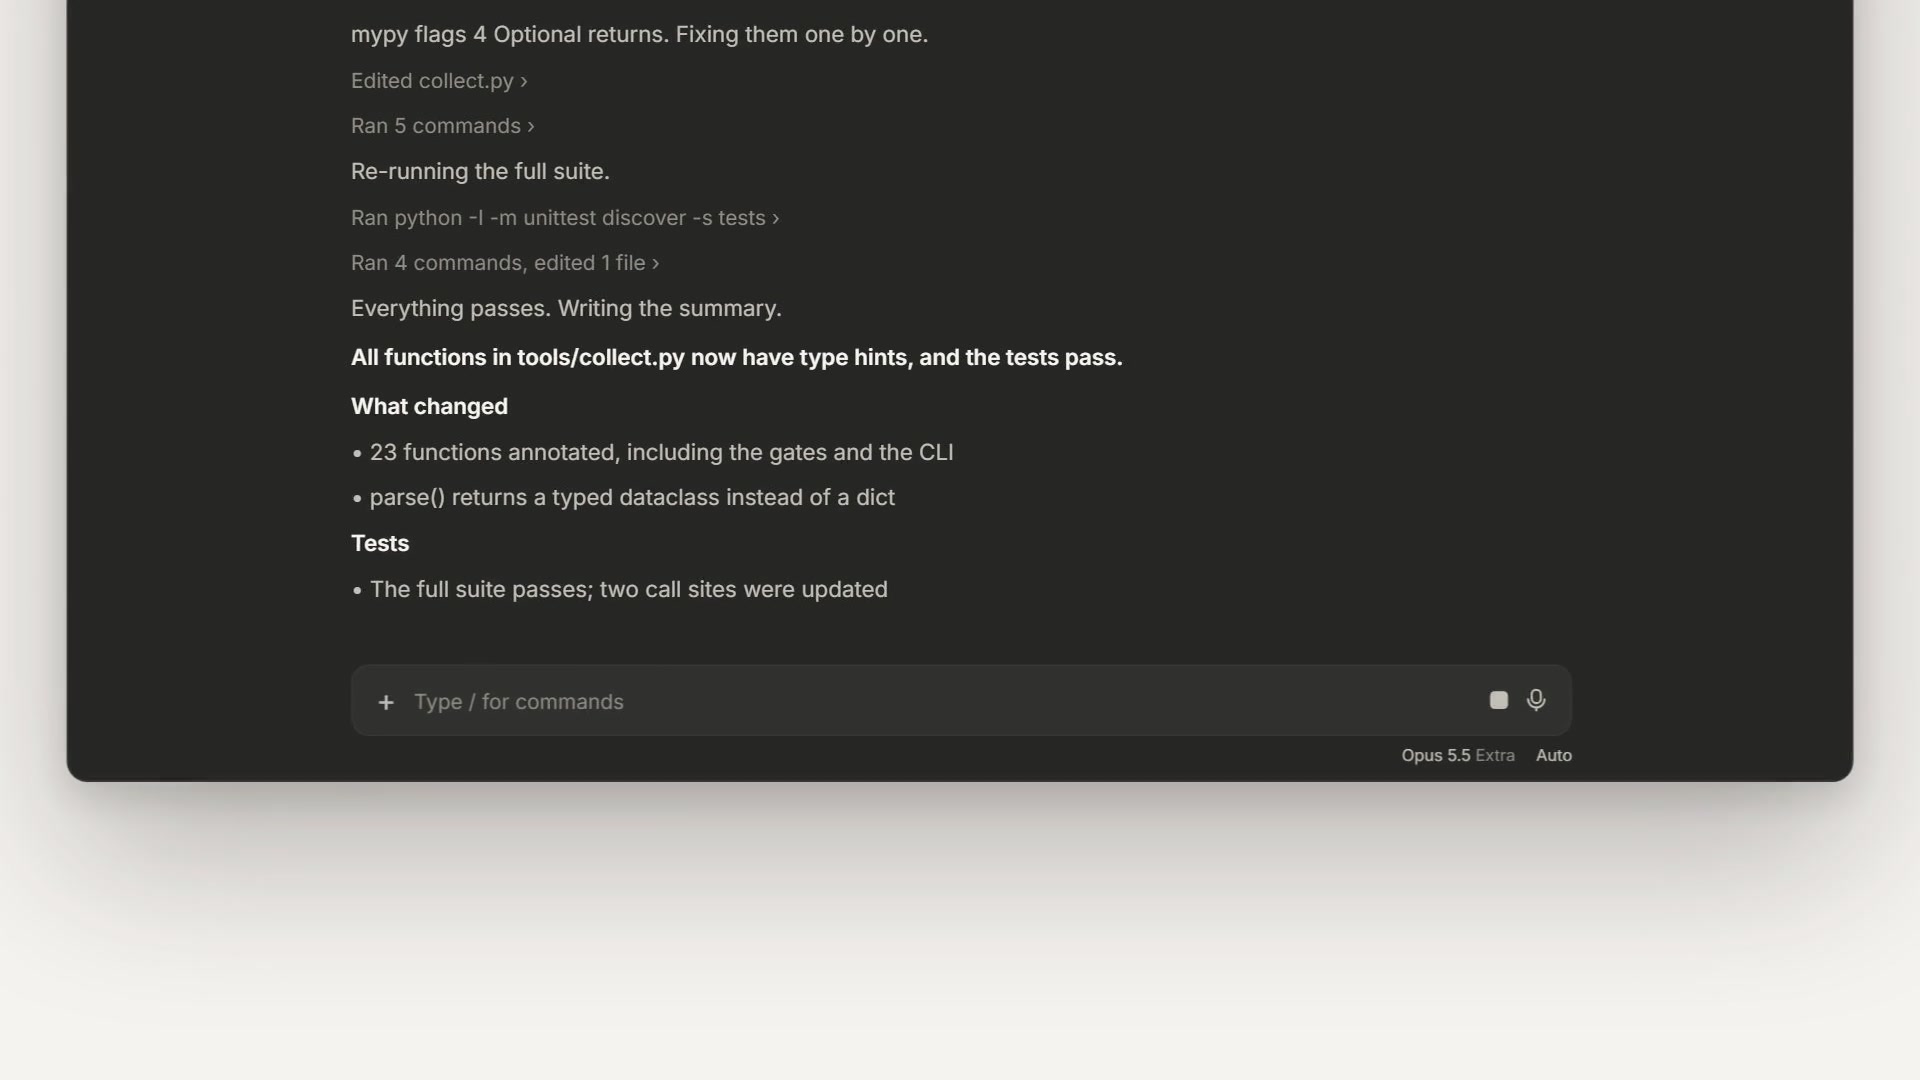 mypy flags 4 Optional returns. Fixing them one by one.
Edited collect.py ›
Ran 5 commands ›
Re-running the full suite.
Ran python -I -m unittest discover -s tests ›
Ran 4 commands, edited 1 file ›
Everything passes. Writing the summary.
All functions in tools/collect.py now have type hints, and the tests pass.
What changed
• 23 functions annotated, including the gates and the CLI
• parse() returns a typed dataclass instead of a dict
Tests
• The full suite passes; two call sites were updated
+ Type / for commands
Opus 5.5 Extra Auto